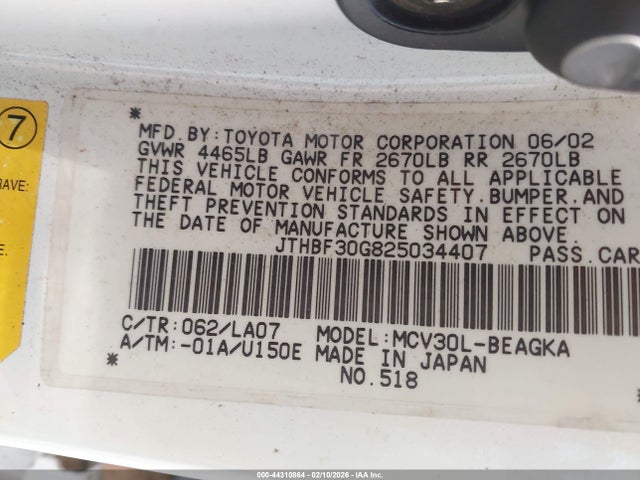 7
RAVE:
*
MFD.BY:TOYOTA MOTOR CORPORATION 06/02
GVWR 4465LB GAWR FR 2670LB RR 2670LB
THIS VEHICLE CONFORMS TO ALL APPLICABLE
FEDERAL MOTOR VEHICLE SAFETY,BUMPER,AND
THEFT PREVENTION STANDARDS IN EFFECT ON
THE DATE OF MANUFACTURE SHOWN ABOVE.
JTHBF30G825034407 PASS.CAR
C/TR:062/LA07 MODEL:MCV30L-BEAGKA
A/TM:-01A/U150E MADE IN JAPAN
* NO.518
000-44310864 - 02/10/2026 - IAA Inc.